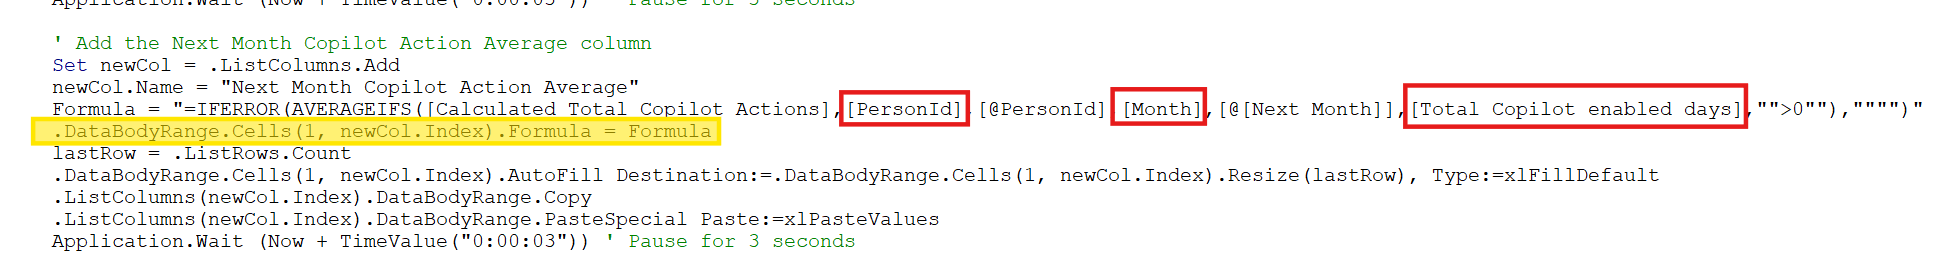 Application.Wait (Now + TimeValue("0:00:03")) ' Pause for 3 seconds
' Add the Next Month Copilot Action Average column
Set newCol = .ListColumns.Add
newCol.Name = "Next Month Copilot Action Average"
Formula = "=IFERROR(AVERAGEIFS([Calculated Total Copilot Actions],[PersonId],[@PersonId] [Month],[@[Next Month]],[Total Copilot enabled days],"">0""),"""")"
.DataBodyRange.Cells(1, newCol.Index).Formula = Formula
lastRow = .ListRows.Count
.DataBodyRange.Cells(1, newCol.Index).AutoFill Destination:=.DataBodyRange.Cells(1, newCol.Index).Resize(lastRow), Type:=xlFillDefault
.ListColumns(newCol.Index).DataBodyRange.Copy
.ListColumns(newCol.Index).DataBodyRange.PasteSpecial Paste:=xlPasteValues
Application.Wait (Now + TimeValue("0:00:03")) ' Pause for 3 seconds